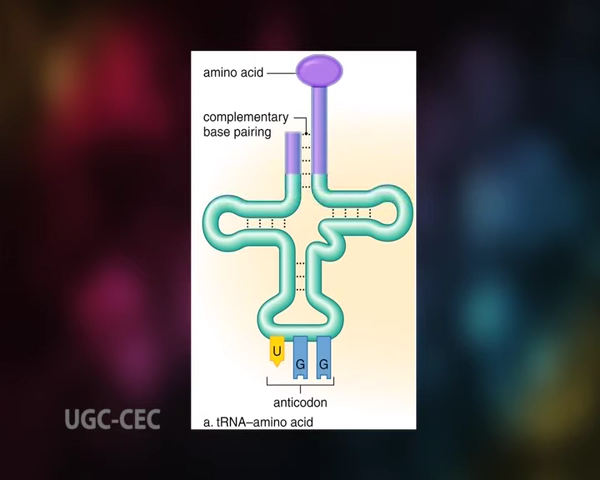 amino acid
complementary
base pairing
U
G
G
anticodon
UGC-CEC
a. tRNA–amino acid